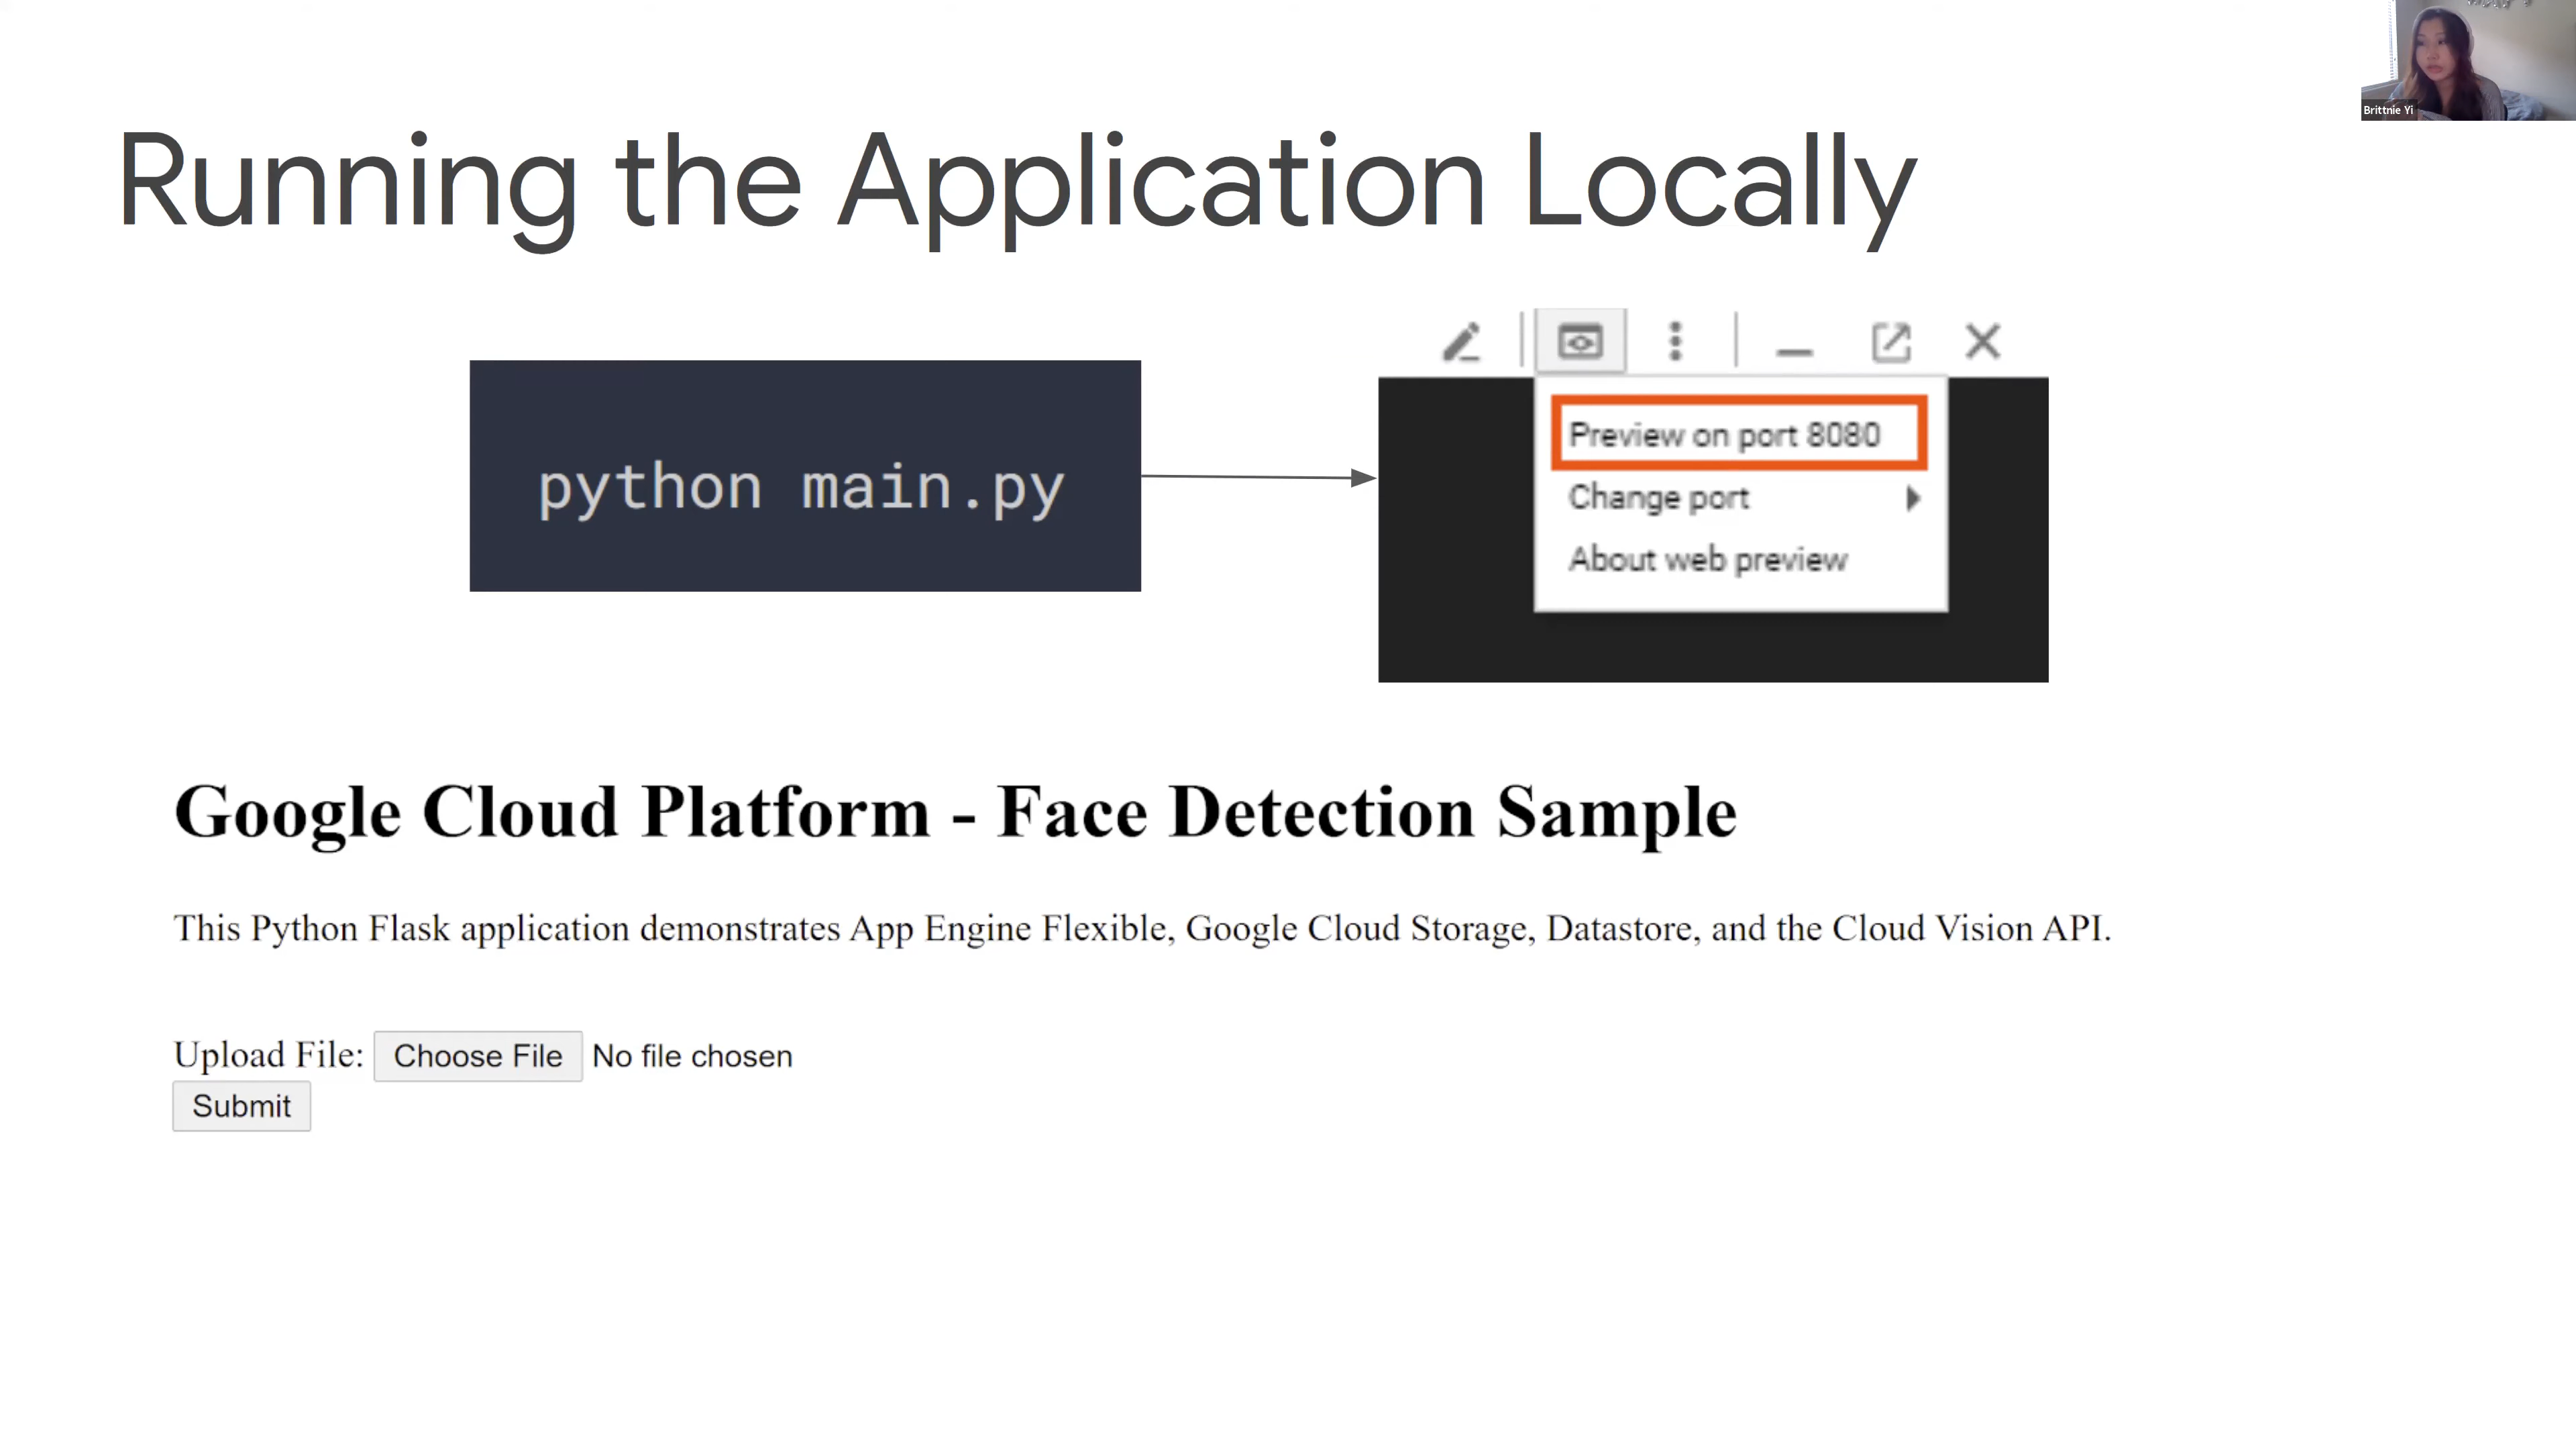 Brittnie Yi
Running the Application Locally
python main.py
Preview on port 8080
Change port
About web preview
Google Cloud Platform - Face Detection Sample
This Python Flask application demonstrates App Engine Flexible, Google Cloud Storage, Datastore, and the Cloud Vision API.
Upload File: Choose File No file chosen
Submit